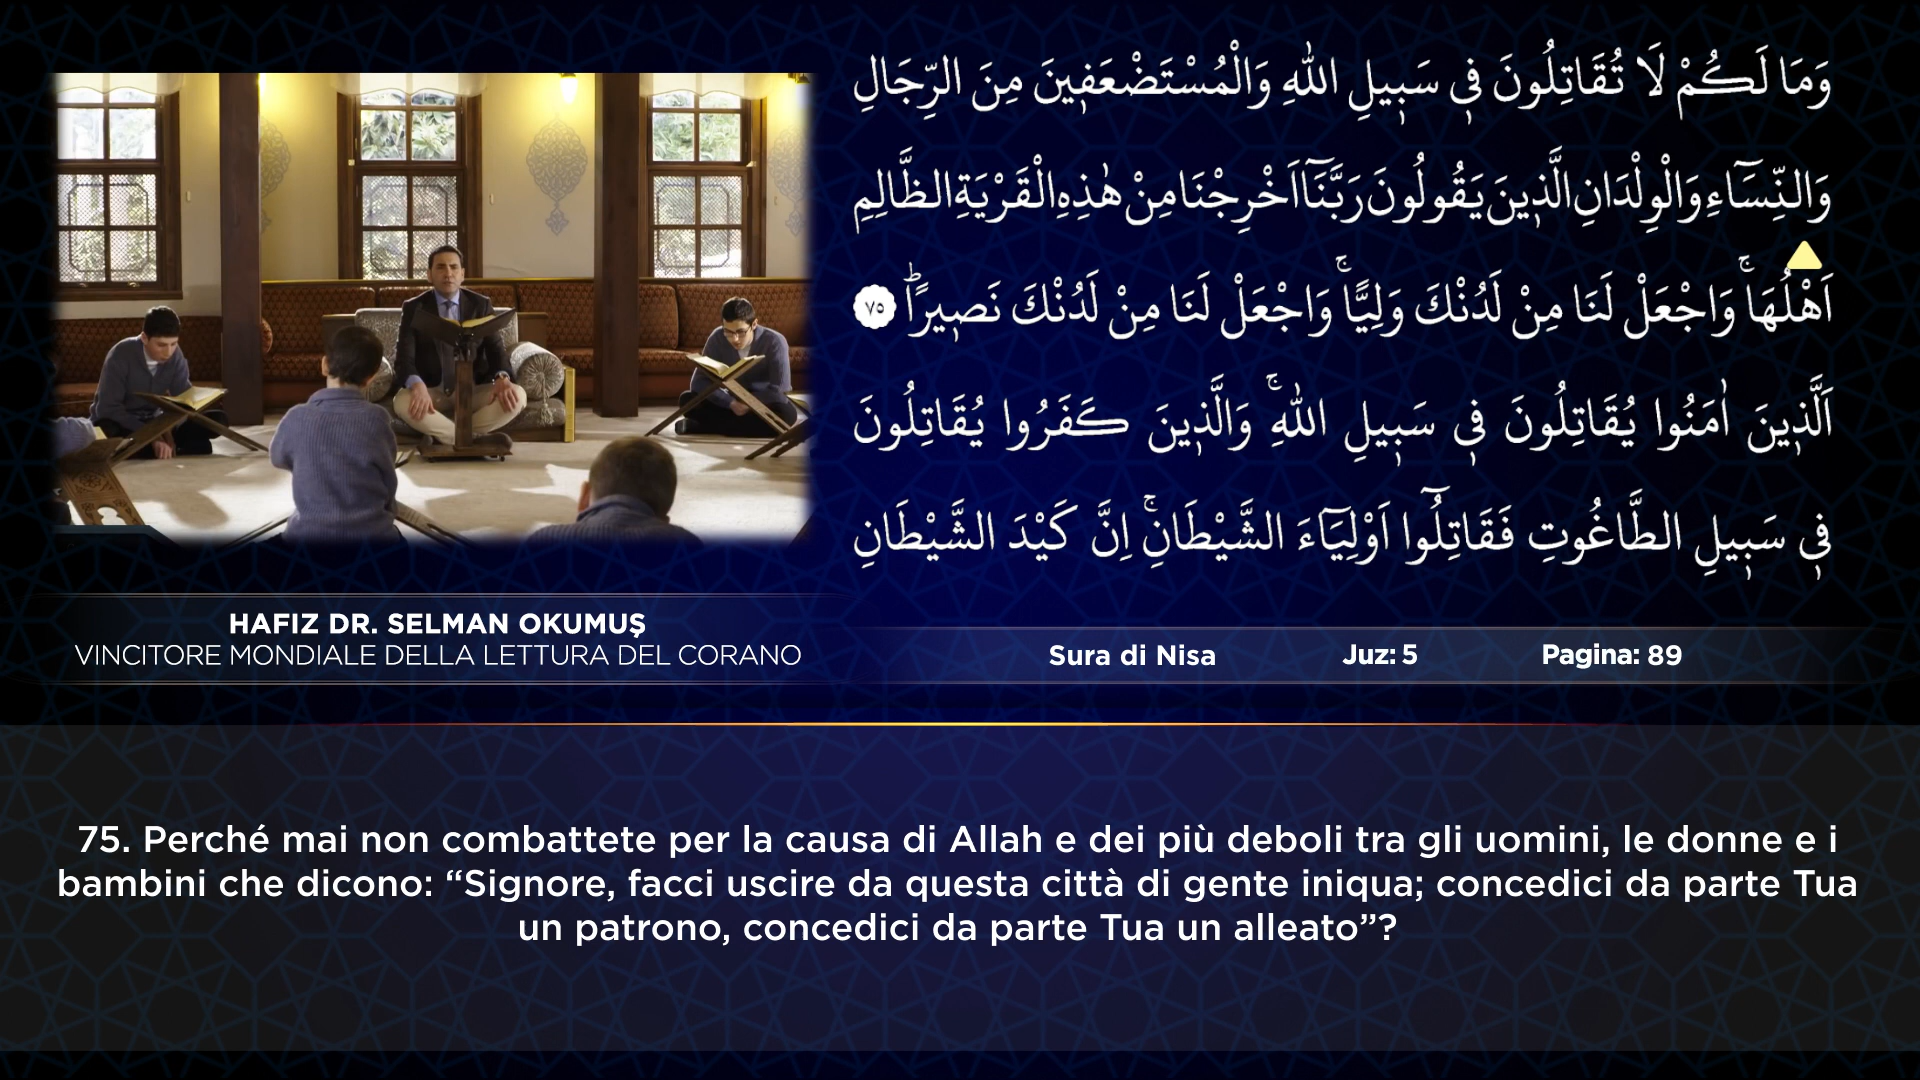 وَمَا لَكُمْ لَا تُقَاتِلُونَ فٖي سَبٖيلِ اللّٰهِ وَالْمُسْتَضْعَفٖينَ مِنَ الرِّجَالِ
وَالنِّسَٓاءِ وَالْوِلْدَانِ الَّذٖينَ يَقُولُونَ رَبَّنَٓا اَخْرِجْنَا مِنْ هٰذِهِ الْقَرْيَةِ الظَّالِمِ
اَهْلُهَاۚ وَاجْعَلْ لَنَا مِنْ لَدُنْكَ وَلِيًّاۚ وَاجْعَلْ لَنَا مِنْ لَدُنْكَ نَصٖيرًاؕ ٧٥
اَلَّذٖينَ اٰمَنُوا يُقَاتِلُونَ فٖي سَبٖيلِ اللّٰهِۚ وَالَّذٖينَ كَفَرُوا يُقَاتِلُونَ
فٖي سَبٖيلِ الطَّاغُوتِ فَقَاتِلُٓوا اَوْلِيَٓاءَ الشَّيْطَانِۚ اِنَّ كَيْدَ الشَّيْطَانِ
HAFIZ DR. SELMAN OKUMUŞ
VINCITORE MONDIALE DELLA LETTURA DEL CORANO
Sura di Nisa Juz: 5 Pagina: 89
75. Perché mai non combattete per la causa di Allah e dei più deboli tra gli uomini, le donne e i
bambini che dicono: “Signore, facci uscire da questa città di gente iniqua; concedici da parte Tua
un patrono, concedici da parte Tua un alleato”?